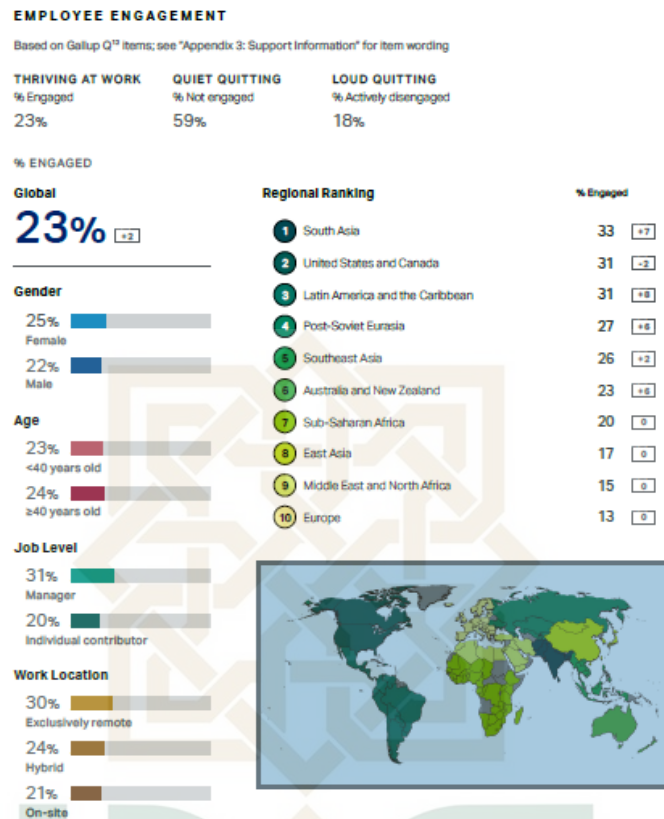 EMPLOYEE ENGAGEMENT
Based on Gallup Q¹² items; see "Appendix 3: Support Information" for item wording
THRIVING AT WORK
% Engaged
23%
QUIET QUITTING
% Not engaged
59%
LOUD QUITTING
% Actively disengaged
18%
% ENGAGED
Global
23% +2
Gender
25%
Female
22%
Male
Age
23%
<40 years old
24%
≥40 years old
Job Level
31%
Manager
20%
Individual contributor
Work Location
30%
Exclusively remote
24%
Hybrid
21%
On-site
Regional Ranking % Engaged
1 South Asia 33 +7
2 United States and Canada 31 -2
3 Latin America and the Caribbean 31 +8
4 Post-Soviet Eurasia 27 +6
5 Southeast Asia 26 +2
6 Australia and New Zealand 23 +6
7 Sub-Saharan Africa 20 0
8 East Asia 17 0
9 Middle East and North Africa 15 0
10 Europe 13 0